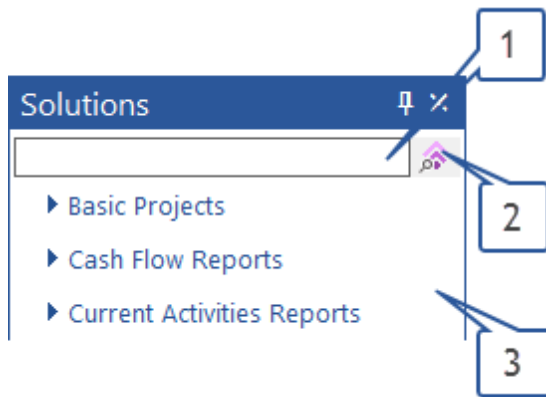 1
Solutions
2
Basic Projects
Cash Flow Reports
Current Activities Reports
3